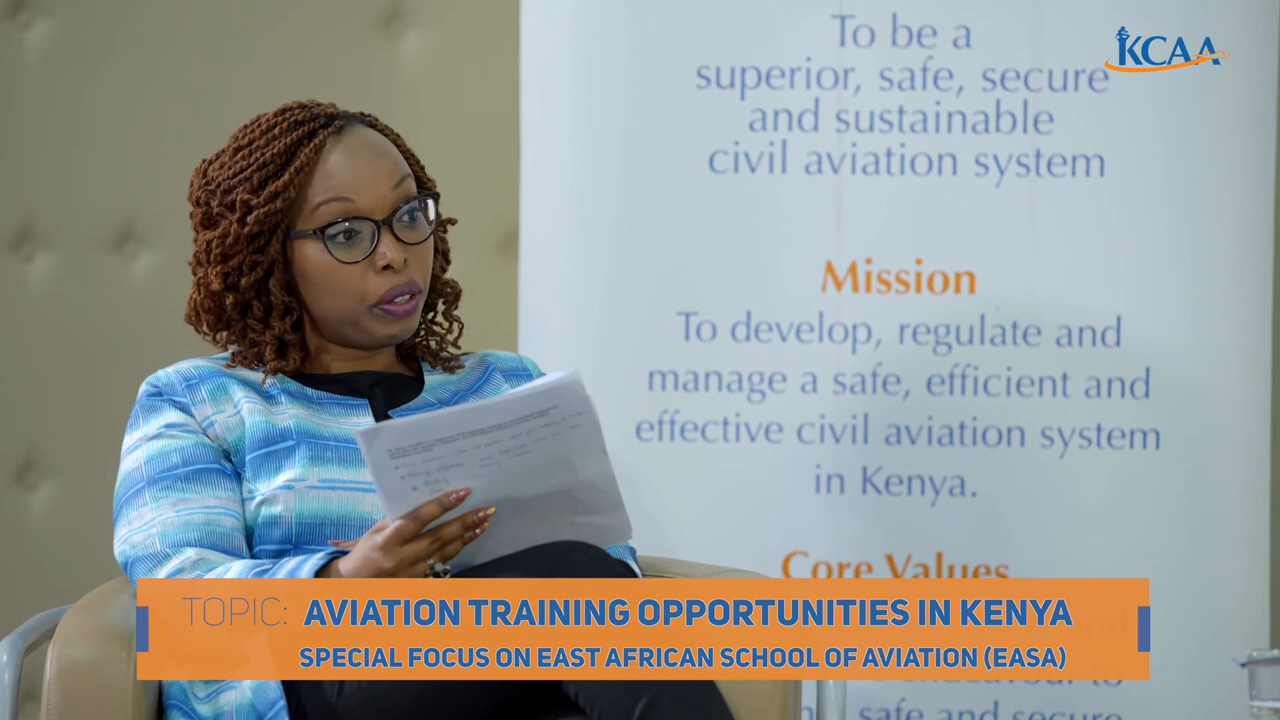 To be a
superior, safe, secure
and sustainable
civil aviation system
KCAA
Mission
To develop, regulate and
manage a safe, efficient and
effective civil aviation system
in Kenya.
Core Values
TOPIC: AVIATION TRAINING OPPORTUNITIES IN KENYA
SPECIAL FOCUS ON EAST AFRICAN SCHOOL OF AVIATION (EASA)
safe and secure